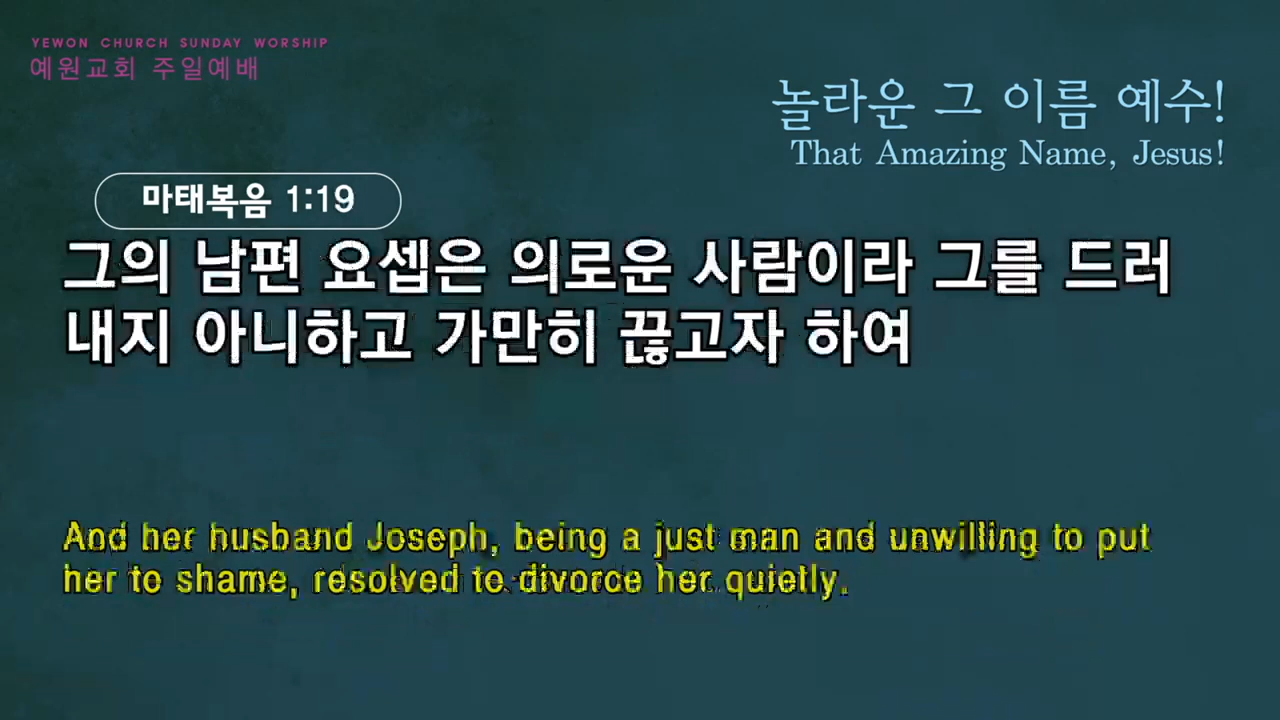 YEWON CHURCH SUNDAY WORSHIP
예원교회 주일예배
놀라운 그 이름 예수!
That Amazing Name, Jesus!
마태복음 1:19
그의 남편 요셉은 의로운 사람이라 그를 드러
내지 아니하고 가만히 끊고자 하여
And her husband Joseph, being a just man and unwilling to put
her to shame, resolved to divorce her quietly.